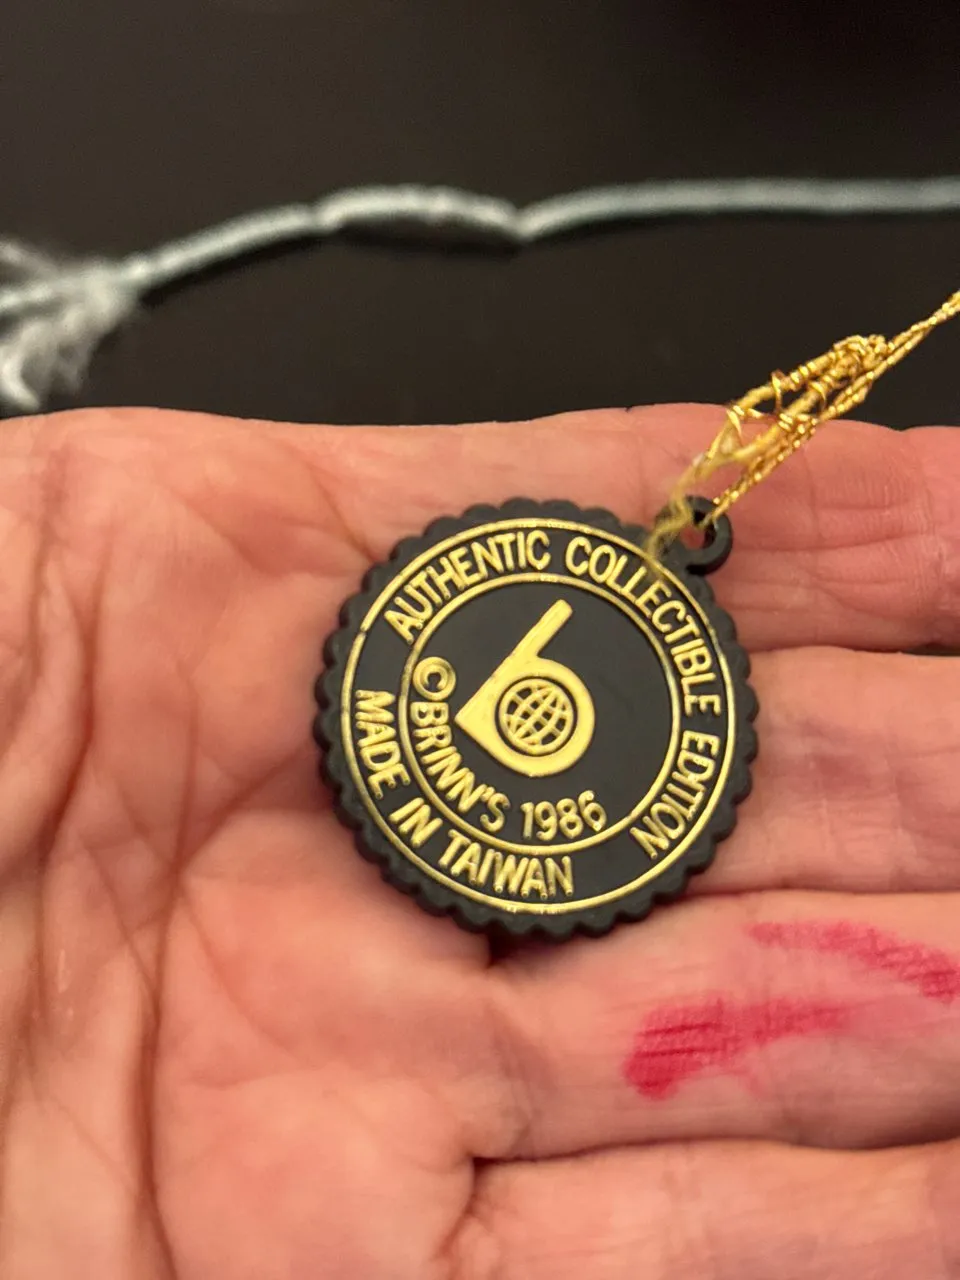 AUTHENTIC COLLECTIBLE EDITION
©BRINN'S 1986
MADE IN TAIWAN